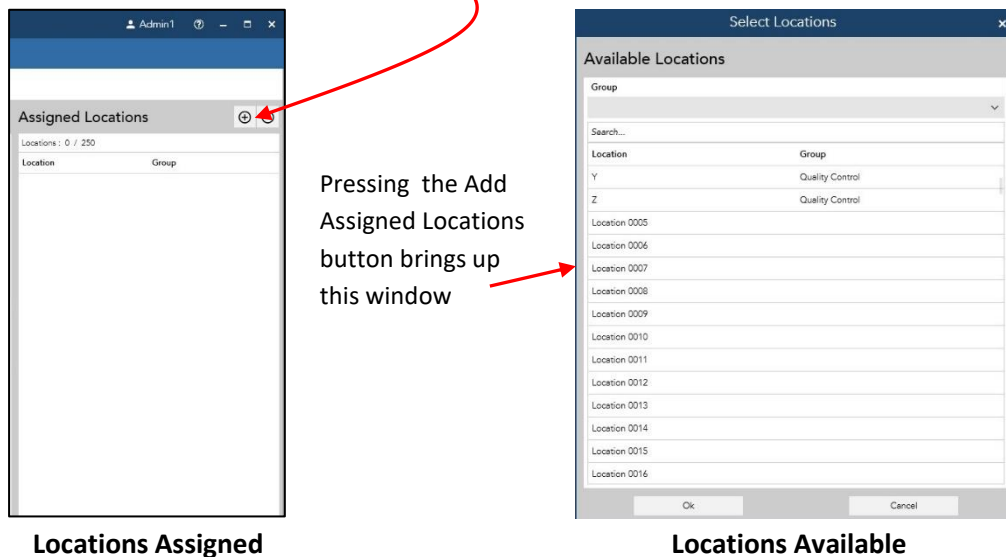 Admin1
Assigned Locations
Locations : 0 / 250
Location Group
Locations Assigned
Pressing the Add
Assigned Locations
button brings up
this window
Select Locations
Available Locations
Group
Search...
Location Group
Y Quality Control
Z Quality Control
Location 0005
Location 0006
Location 0007
Location 0008
Location 0009
Location 0010
Location 0011
Location 0012
Location 0013
Location 0014
Location 0015
Location 0016
Ok Cancel
Locations Available